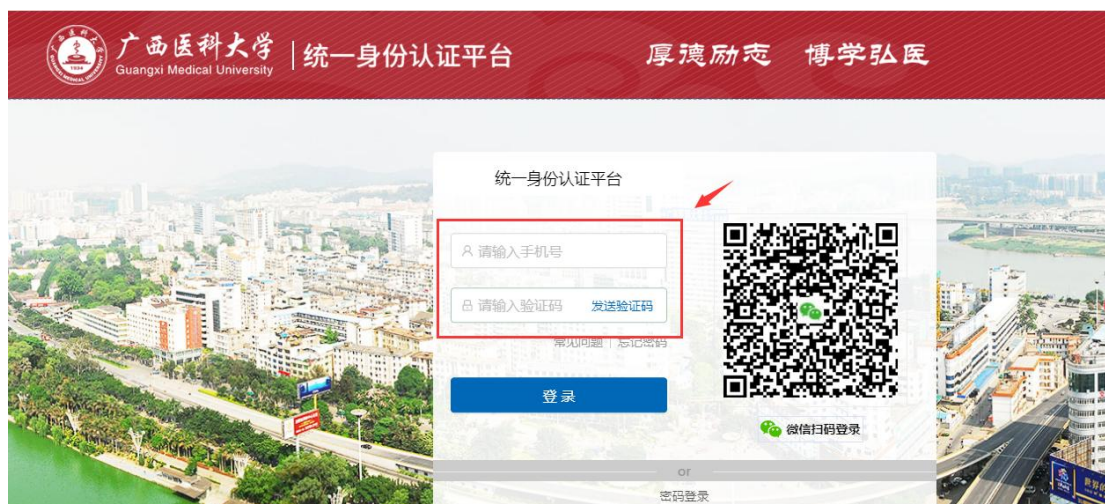 广西医科大学
Guangxi Medical University
统一身份认证平台
厚德励志 博学弘医
统一身份认证平台
请输入手机号
请输入验证码 发送验证码
常见问题 | 忘记密码
登录
微信扫码登录
or
密码登录